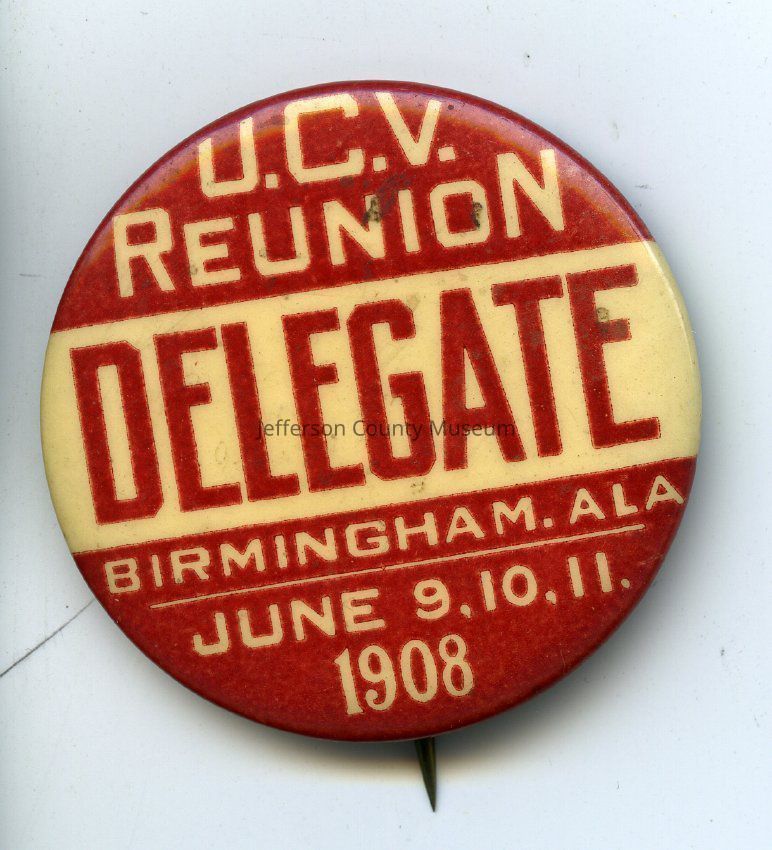 U.C.V.
REUNION
DELEGATE
Jefferson County Museum
BIRMINGHAM. ALA
JUNE 9, 10, 11.
1908